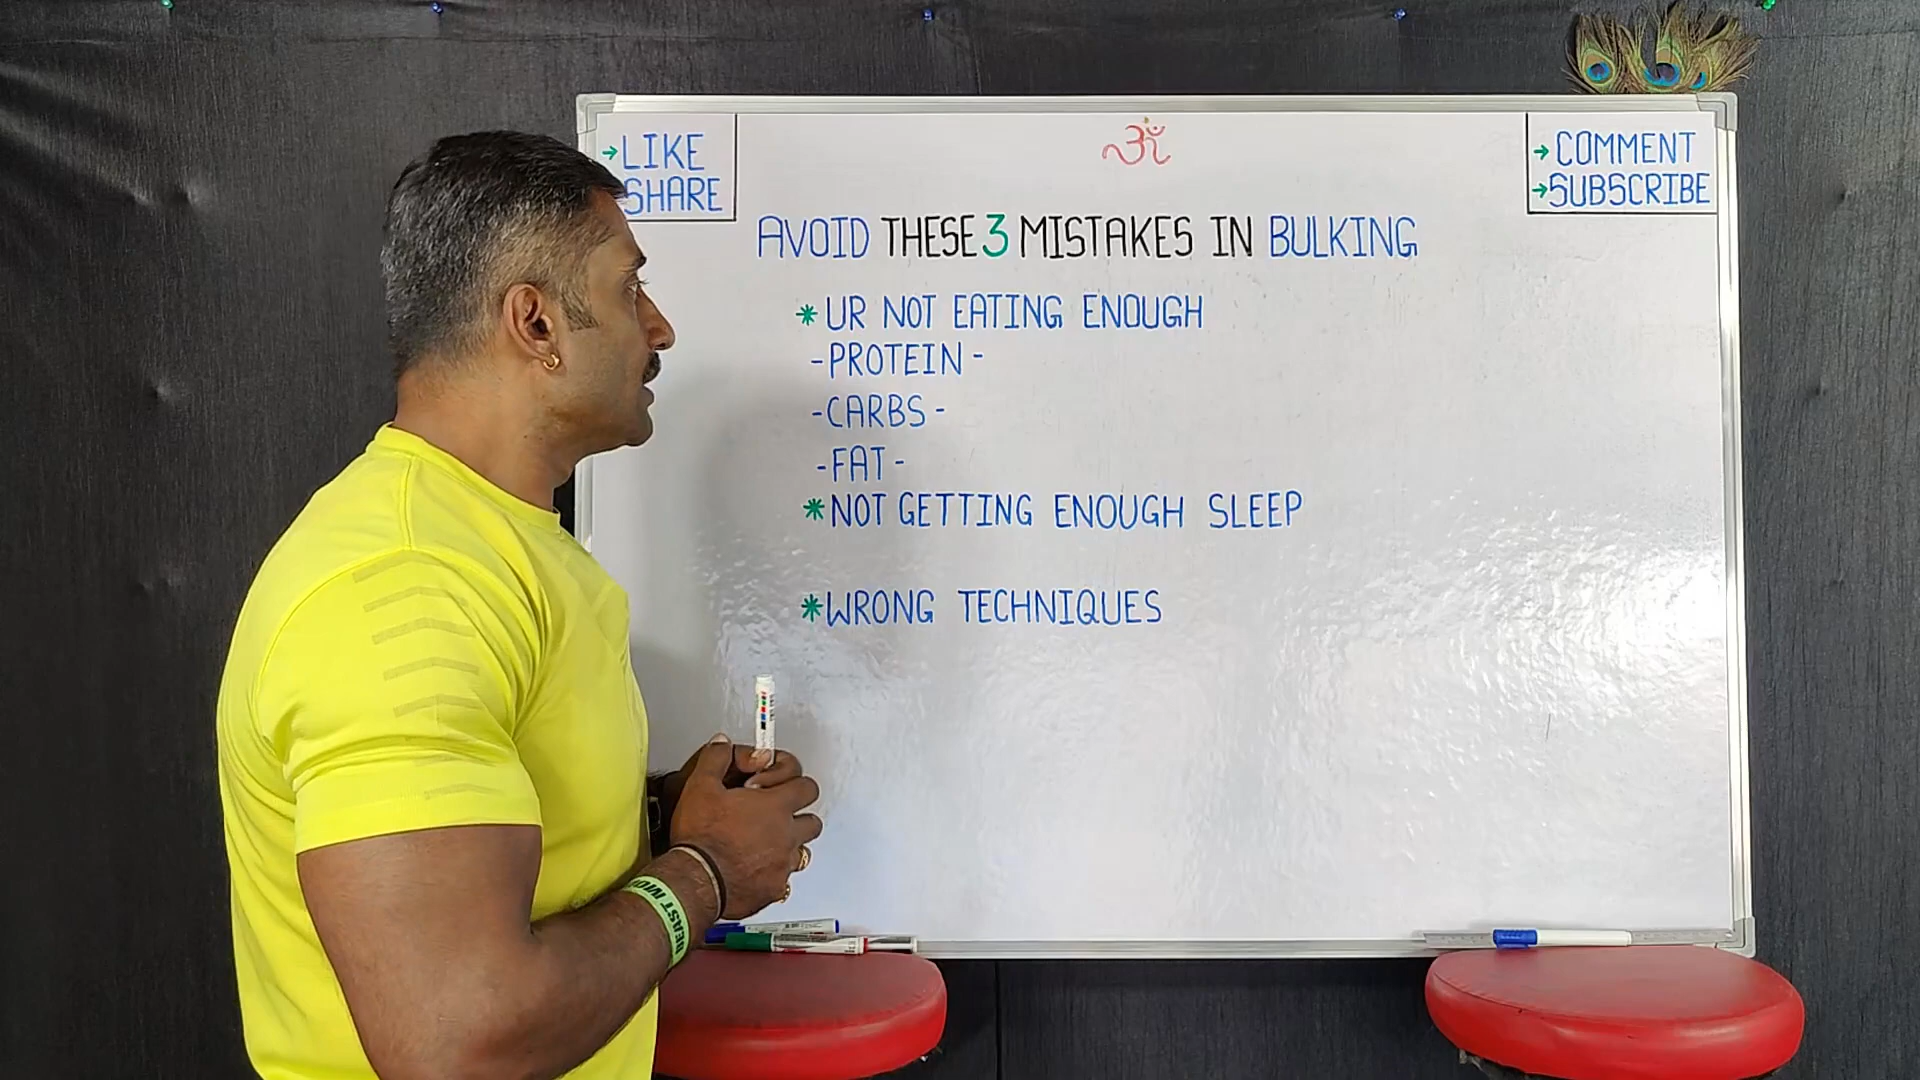 →LIKE
SHARE
ॐ
→COMMENT
→SUBSCRIBE
AVOID THESE 3 MISTAKES IN BULKING
*UR NOT EATING ENOUGH
-PROTEIN-
-CARBS-
-FAT-
*NOT GETTING ENOUGH SLEEP
*WRONG TECHNIQUES
BEAST